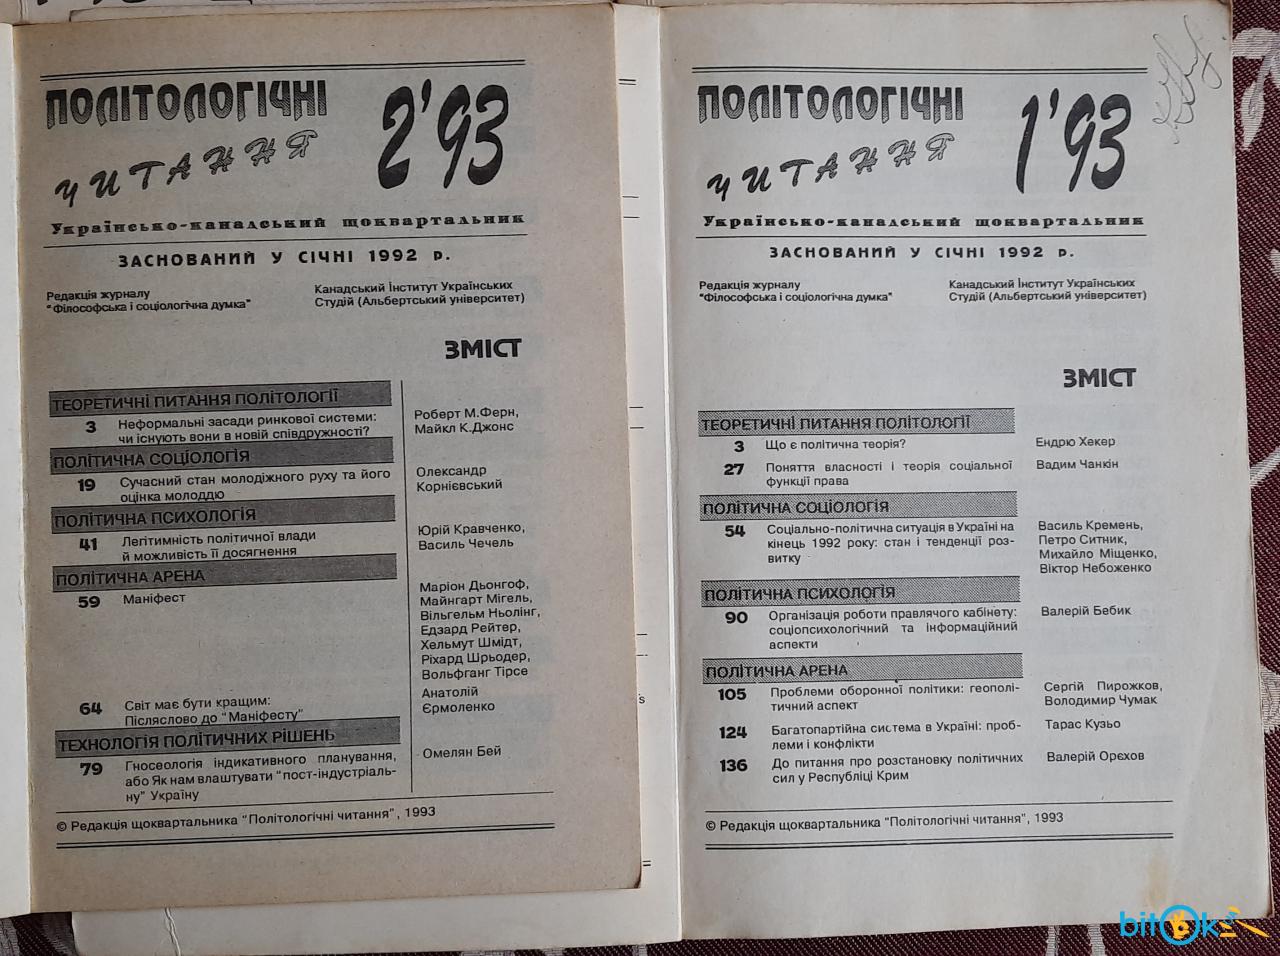 ПОЛІТОЛОГІЧНІ
ЧИТАННЯ
2'93
Українсько-канадський щоквартальник
ЗАСНОВАНИЙ У СІЧНІ 1992 р.
Редакція журналу
"Філософська і соціологічна думка"
Канадський Інститут Українських
Студій (Альбертський університет)
ЗМІСТ
ТЕОРЕТИЧНІ ПИТАННЯ ПОЛІТОЛОГІЇ
3 Неформальні засади ринкової системи:
чи існують вони в новій співдружності?
Роберт М.Ферн,
Майкл К.Джонс
ПОЛІТИЧНА СОЦІОЛОГІЯ
19 Сучасний стан молодіжного руху та його
оцінка молоддю
Олександр
Корнієвський
ПОЛІТИЧНА ПСИХОЛОГІЯ
41 Легітимність політичної влади
й можливість її досягнення
Юрій Кравченко,
Василь Чечель
ПОЛІТИЧНА АРЕНА
59 Маніфест
Маріон Дьонгоф,
Майнгарт Мігель,
Вільгельм Ньолінг,
Едзард Рейтер,
Хельмут Шмідт,
Ріхард Шрьодер,
Вольфганг Тірсе
64 Світ має бути кращим:
Післяслово до "Маніфесту"
Анатолій
Єрмоленко
ТЕХНОЛОГІЯ ПОЛІТИЧНИХ РІШЕНЬ
79 Гносеологія індикативного планування,
або Як нам влаштувати "пост-індустріаль-
ну" Україну
Омелян Бей
© Редакція щоквартальника "Політологічні читання", 1993
ПОЛІТОЛОГІЧНІ
ЧИТАННЯ
1'93
Українсько-канадський щоквартальник
ЗАСНОВАНИЙ У СІЧНІ 1992 р.
Редакція журналу
"Філософська і соціологічна думка"
Канадський Інститут Українських
Студій (Альбертський університет)
ЗМІСТ
ТЕОРЕТИЧНІ ПИТАННЯ ПОЛІТОЛОГІЇ
3 Що є політична теорія?
Ендрю Хекер
27 Поняття власності і теорія соціальної
функції права
Вадим Чанкін
ПОЛІТИЧНА СОЦІОЛОГІЯ
54 Соціально-політична ситуація в Україні на
кінець 1992 року: стан і тенденції роз-
витку
Василь Кремень,
Петро Ситник,
Михайло Міщенко,
Віктор Небоженко
ПОЛІТИЧНА ПСИХОЛОГІЯ
90 Організація роботи правлячого кабінету:
соціопсихологічний та інформаційний
аспекти
Валерій Бебик
ПОЛІТИЧНА АРЕНА
105 Проблеми оборонної політики: геополі-
тичний аспект
Сергій Пирожков,
Володимир Чумак
124 Багатопартійна система в Україні: проб-
леми і конфлікти
Тарас Кузьо
136 До питання про розстановку політичних
сил у Республіці Крим
Валерій Орєхов
© Редакція щоквартальника "Політологічні читання", 1993
bitOk